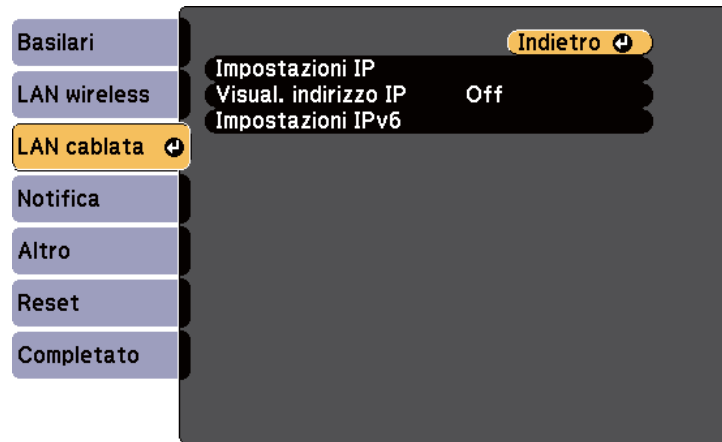 Basilari
LAN wireless
LAN cablata
Notifica
Altro
Reset
Completato
Indietro
Impostazioni IP
Visual. indirizzo IP Off
Impostazioni IPv6